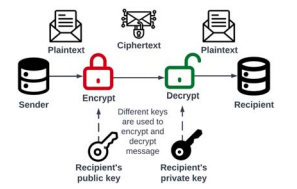 Plaintext
Ciphertext
Plaintext
Sender
Encrypt
Decrypt
Recipient
Different keys
are used to
encrypt and
decrypt
message
Recipient's
public key
Recipient's
private key